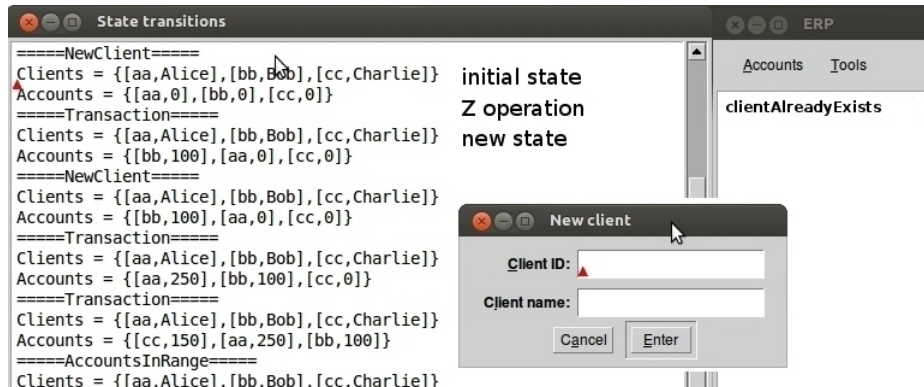 State transitions
=====NewClient=====
Clients = {[aa,Alice],[bb,Bob],[cc,Charlie]}
Accounts = {[aa,0],[bb,0],[cc,0]}
=====Transaction=====
Clients = {[aa,Alice],[bb,Bob],[cc,Charlie]}
Accounts = {[bb,100],[aa,0],[cc,0]}
=====NewClient=====
Clients = {[aa,Alice],[bb,Bob],[cc,Charlie]}
Accounts = {[bb,100],[aa,0],[cc,0]}
=====Transaction=====
Clients = {[aa,Alice],[bb,Bob],[cc,Charlie]}
Accounts = {[aa,250],[bb,100],[cc,0]}
=====Transaction=====
Clients = {[aa,Alice],[bb,Bob],[cc,Charlie]}
Accounts = {[cc,150],[aa,250],[bb,100]}
=====AccountsInRange=====
Clients = {[aa,Alice],[bb,Bob],[cc,Charlie]}
initial state
Z operation
new state
ERP
Accounts Tools
clientAlreadyExists
New client
Client ID:
Client name:
Cancel Enter